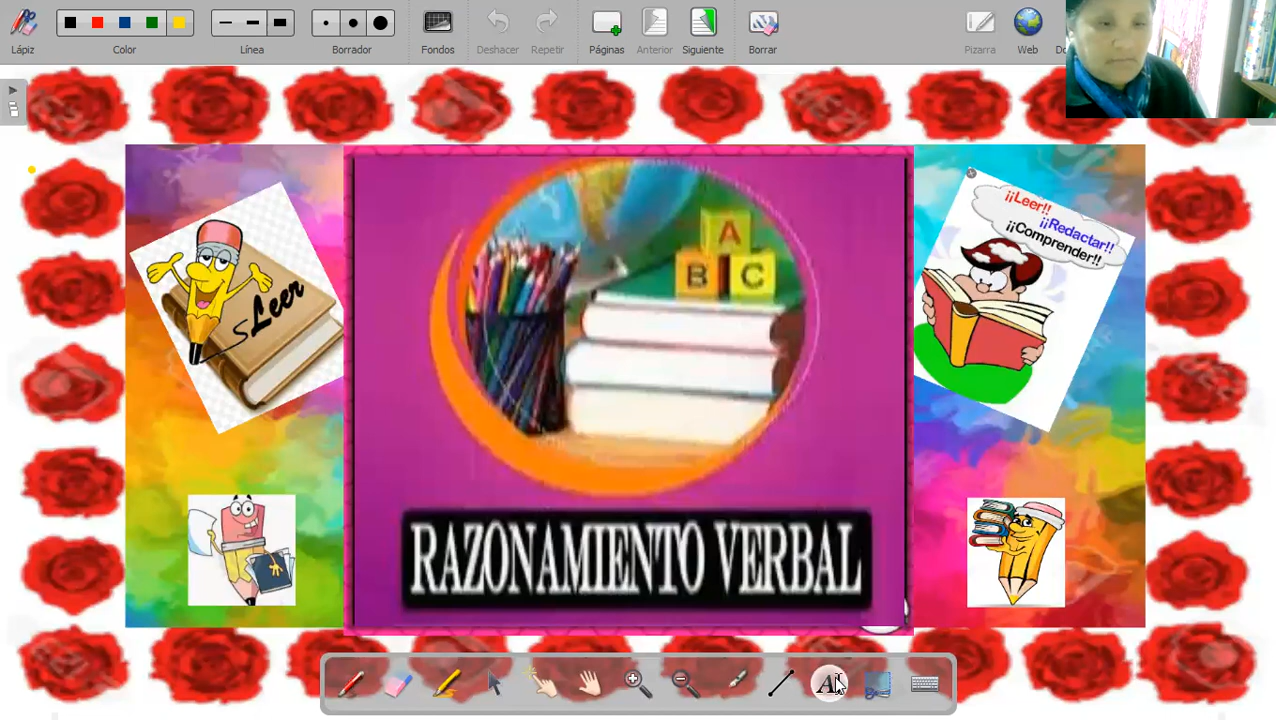 Lápiz
Color
Línea
Borrador
Fondos
Deshacer
Repetir
Páginas
Anterior
Siguiente
Borrar
Pizarra
Web
Leer
A
B C
¡¡Leer!!
¡¡Redactar!!
¡¡Comprender!!
RAZONAMIENTO VERBAL
A